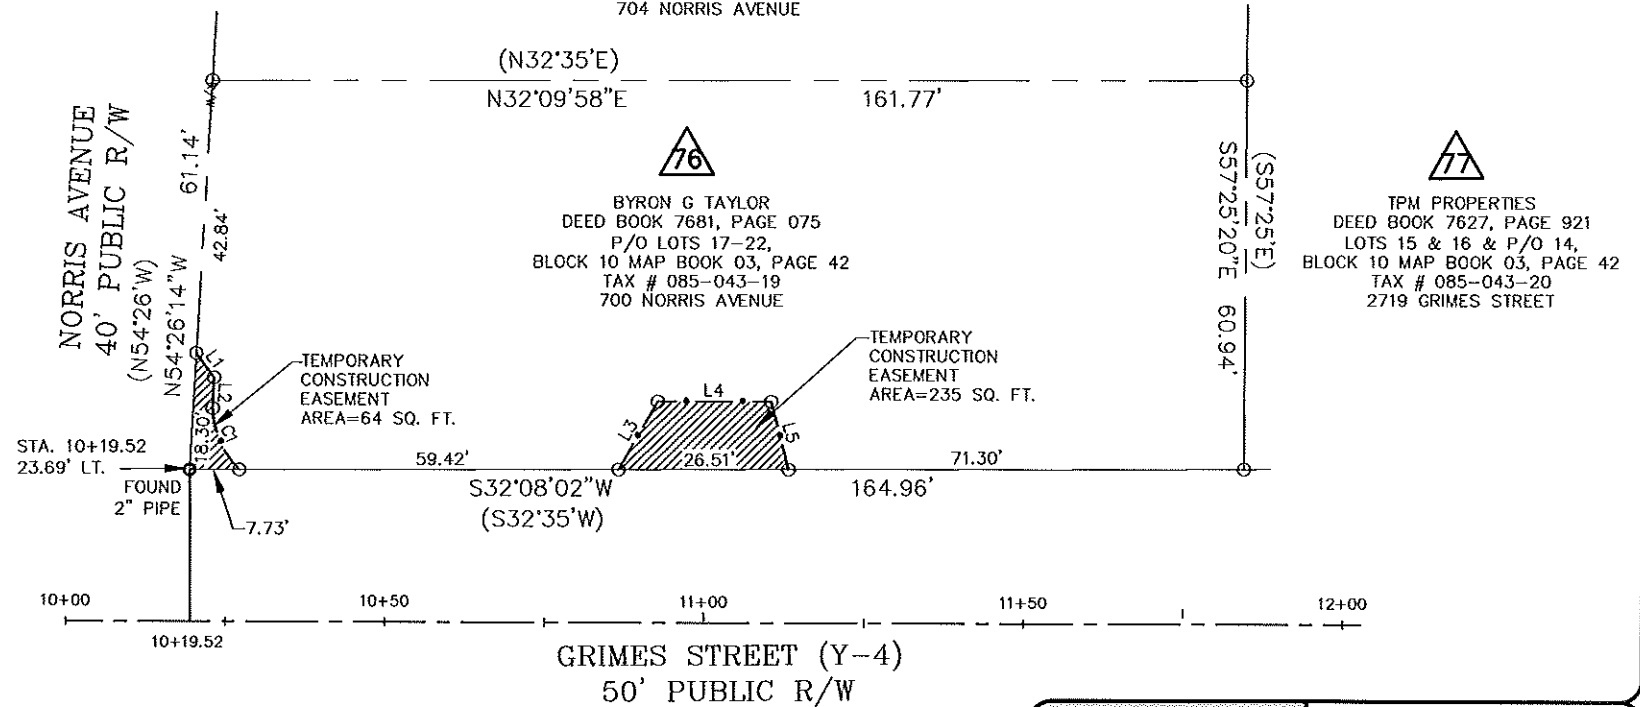 704 NORRIS AVENUE
(N32°35'E)
N32°09'58"E
161.77'
NORRIS AVENUE
40' PUBLIC R/W
(N54°26'W)
N54°26'14"W
61.14'
42.84'
76
BYRON G TAYLOR
DEED BOOK 7681, PAGE 075
P/O LOTS 17-22,
BLOCK 10 MAP BOOK 03, PAGE 42
TAX # 085-043-19
700 NORRIS AVENUE
(S57°25'E)
S57°25'20"E
60.94'
77
TPM PROPERTIES
DEED BOOK 7627, PAGE 921
LOTS 15 & 16 & P/O 14,
BLOCK 10 MAP BOOK 03, PAGE 42
TAX # 085-043-20
2719 GRIMES STREET
L1
L2
C1
18.30'
TEMPORARY
CONSTRUCTION
EASEMENT
AREA=64 SQ. FT.
L3
L4
L5
TEMPORARY
CONSTRUCTION
EASEMENT
AREA=235 SQ. FT.
STA. 10+19.52
23.69' LT.
FOUND
2" PIPE
7.73'
59.42'
26.51'
71.30'
S32°08'02"W
164.96'
(S32°35'W)
10+00
10+50
11+00
11+50
12+00
10+19.52
GRIMES STREET (Y-4)
50' PUBLIC R/W